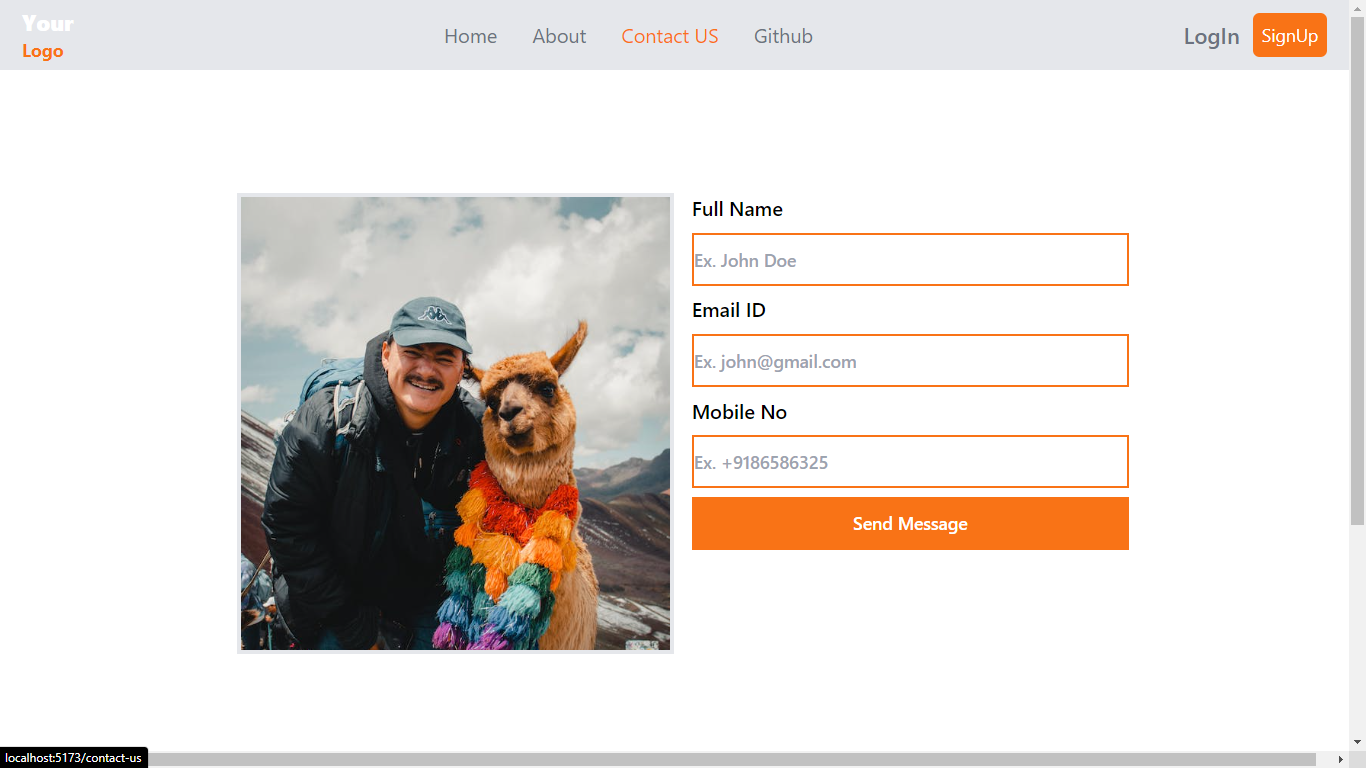 Your
Logo
Home About Contact US Github
LogIn SignUp
Full Name
Ex. John Doe
Email ID
Ex. john@gmail.com
Mobile No
Ex. +9186586325
Send Message
localhost:5173/contact-us